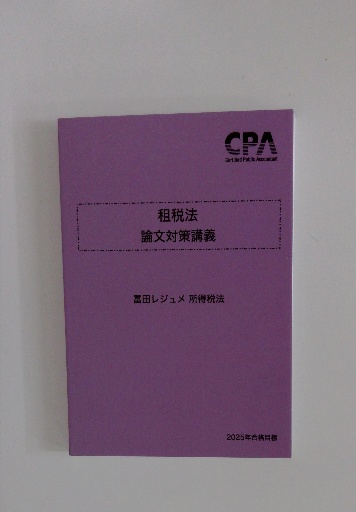 CPA
Certified Public Accountant
租税法
論文対策講義
冨田レジュメ 所得税法
2025年合格目標